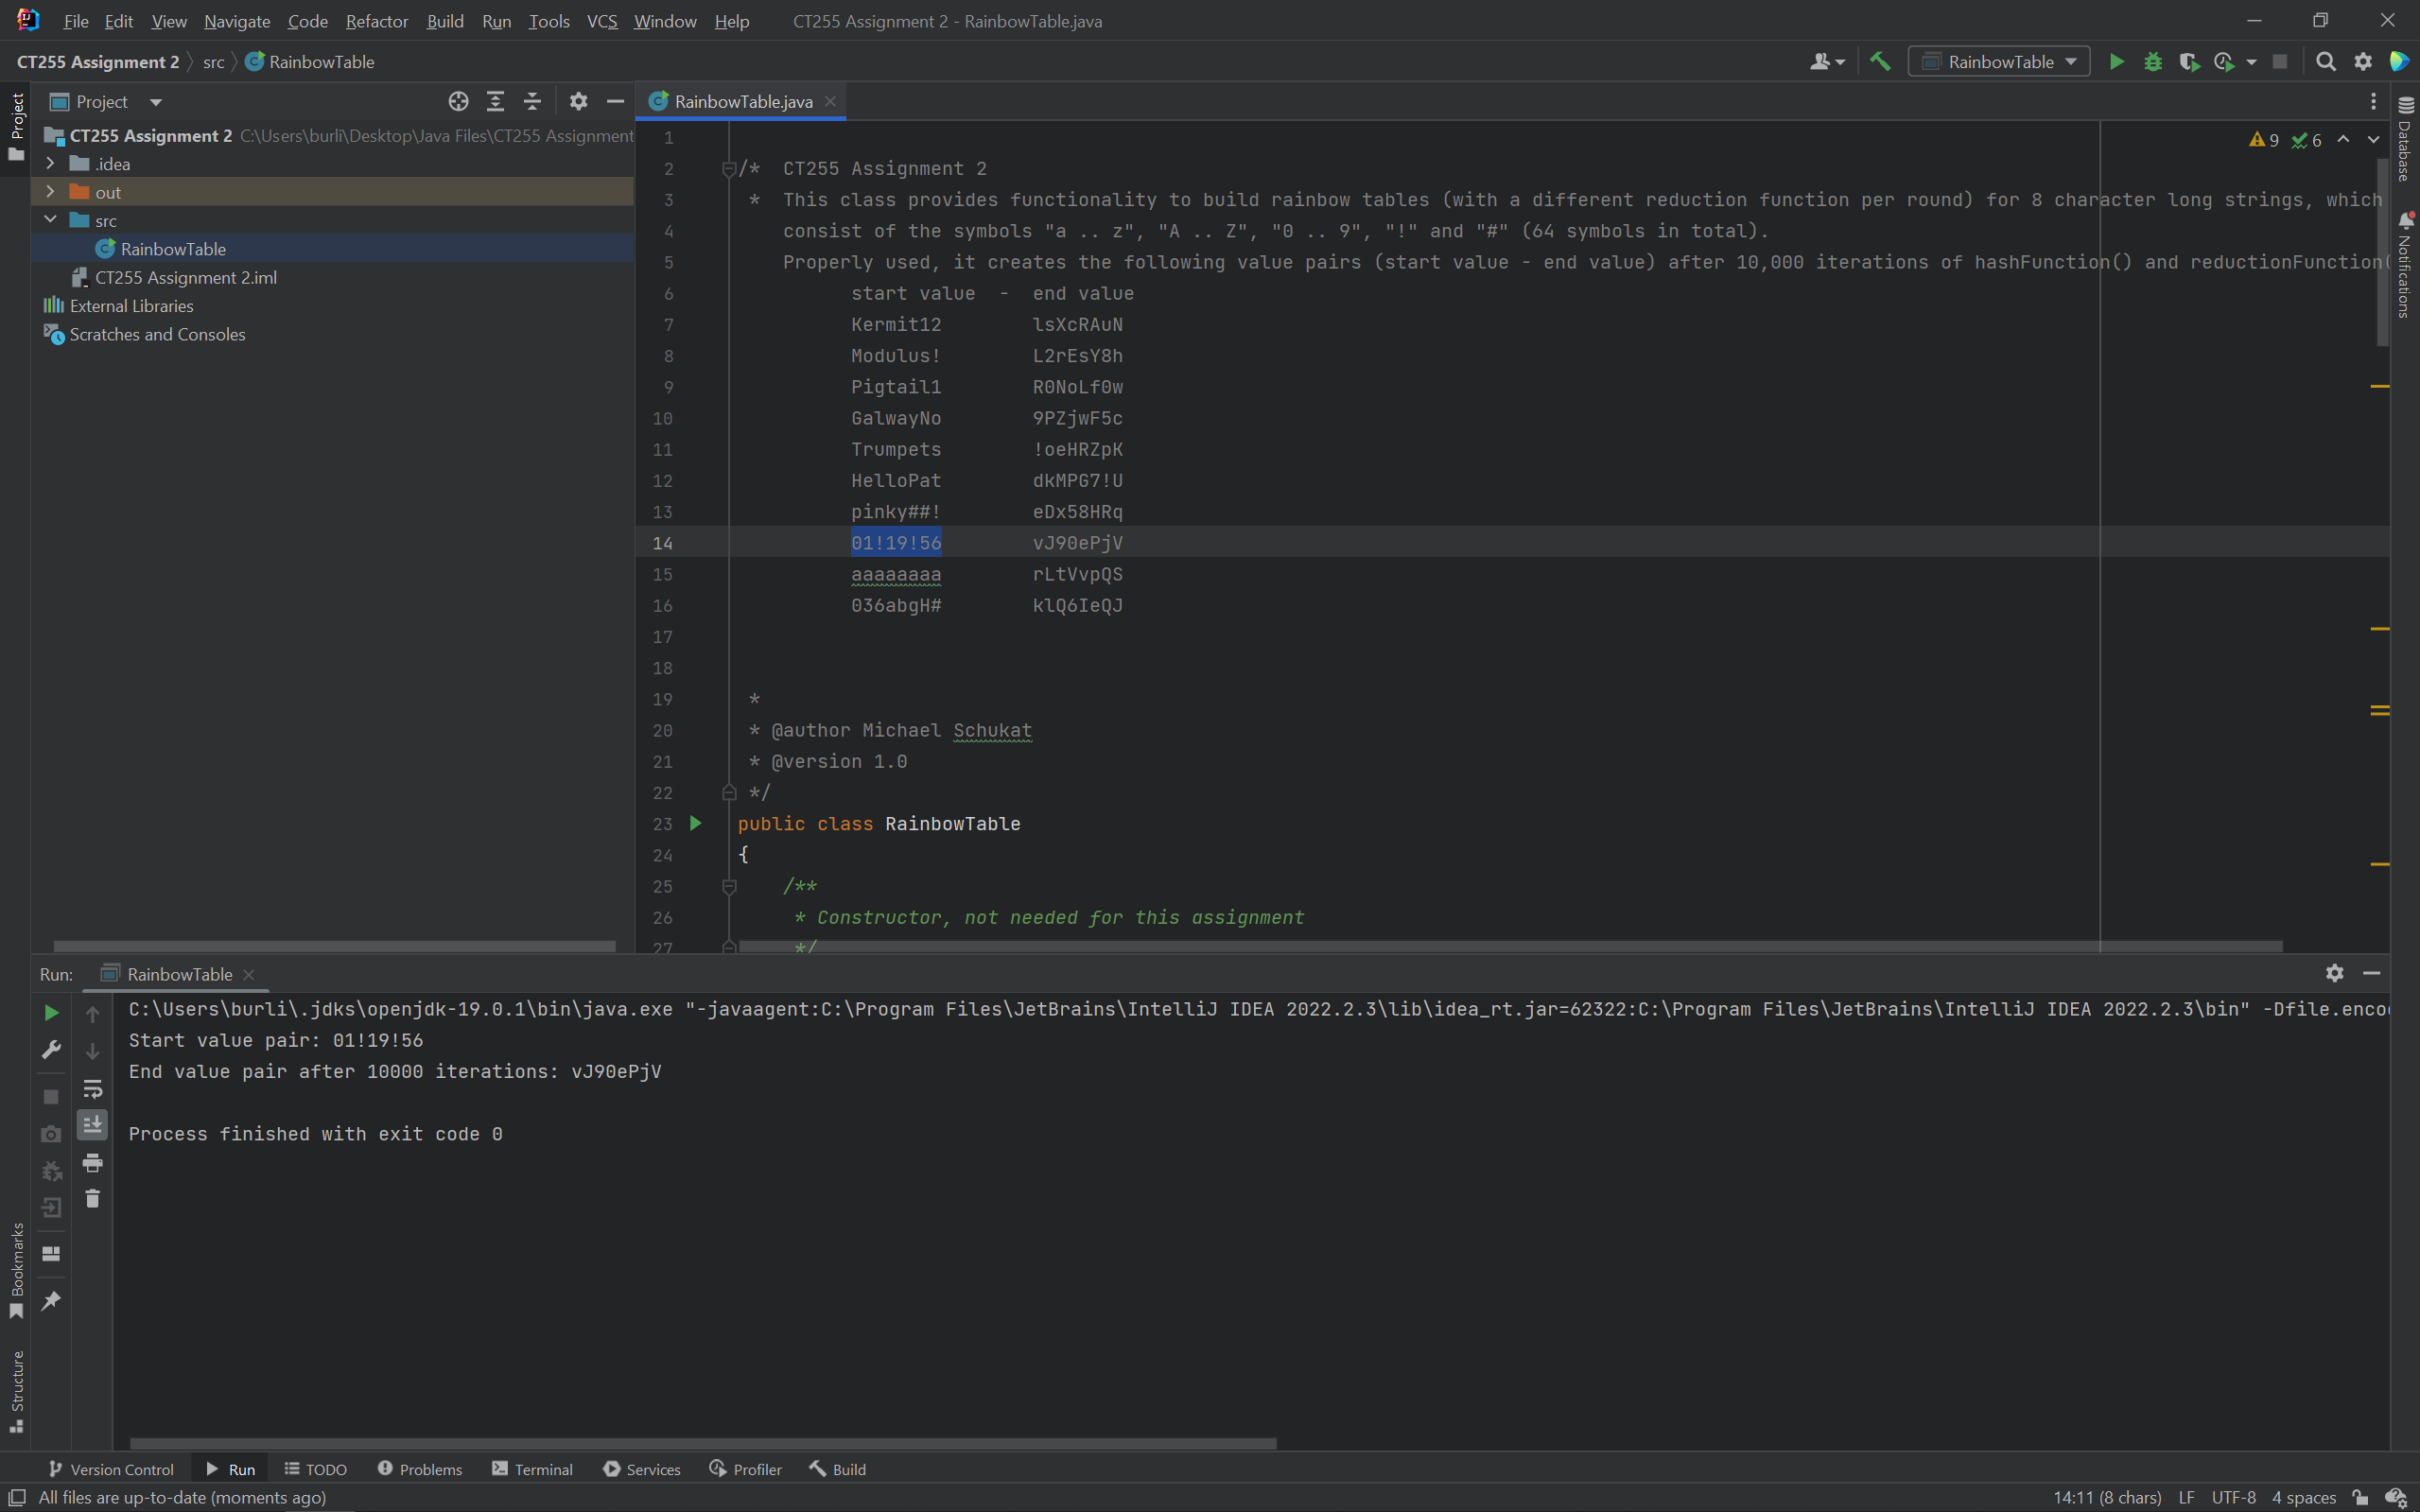 File Edit View Navigate Code Refactor Build Run Tools VCS Window Help CT255 Assignment 2 - RainbowTable.java
CT255 Assignment 2 src RainbowTable RainbowTable
Project
Project
CT255 Assignment 2 C:\Users\burli\Desktop\Java Files\CT255 Assignment
.idea
out
src
RainbowTable
CT255 Assignment 2.iml
External Libraries
Scratches and Consoles
RainbowTable.java
9 6
1
2 /* CT255 Assignment 2
3 * This class provides functionality to build rainbow tables (with a different reduction function per round) for 8 character long strings, which
4 consist of the symbols "a .. z", "A .. Z", "0 .. 9", "!" and "#" (64 symbols in total).
5 Properly used, it creates the following value pairs (start value - end value) after 10,000 iterations of hashFunction() and reductionFunction(
6 start value - end value
7 Kermit12 lsXcRAuN
8 Modulus! L2rEsY8h
9 Pigtail1 R0NoLf0w
10 GalwayNo 9PZjwF5c
11 Trumpets !oeHRZpK
12 HelloPat dkMPG7!U
13 pinky##! eDx58HRq
14 01!19!56 vJ90ePjV
15 aaaaaaaa rLtVvpQS
16 036abgH# klQ6IeQJ
17
18
19 *
20 * @author Michael Schukat
21 * @version 1.0
22 */
23 public class RainbowTable
24 {
25 /**
26 * Constructor, not needed for this assignment
27 */
Database
Notifications
Run: RainbowTable
C:\Users\burli\.jdks\openjdk-19.0.1\bin\java.exe "-javaagent:C:\Program Files\JetBrains\IntelliJ IDEA 2022.2.3\lib\idea_rt.jar=62322:C:\Program Files\JetBrains\IntelliJ IDEA 2022.2.3\bin" -Dfile.enco
Start value pair: 01!19!56
End value pair after 10000 iterations: vJ90ePjV
Process finished with exit code 0
Bookmarks
Structure
Version Control Run TODO Problems Terminal Services Profiler Build
All files are up-to-date (moments ago) 14:11 (8 chars) LF UTF-8 4 spaces